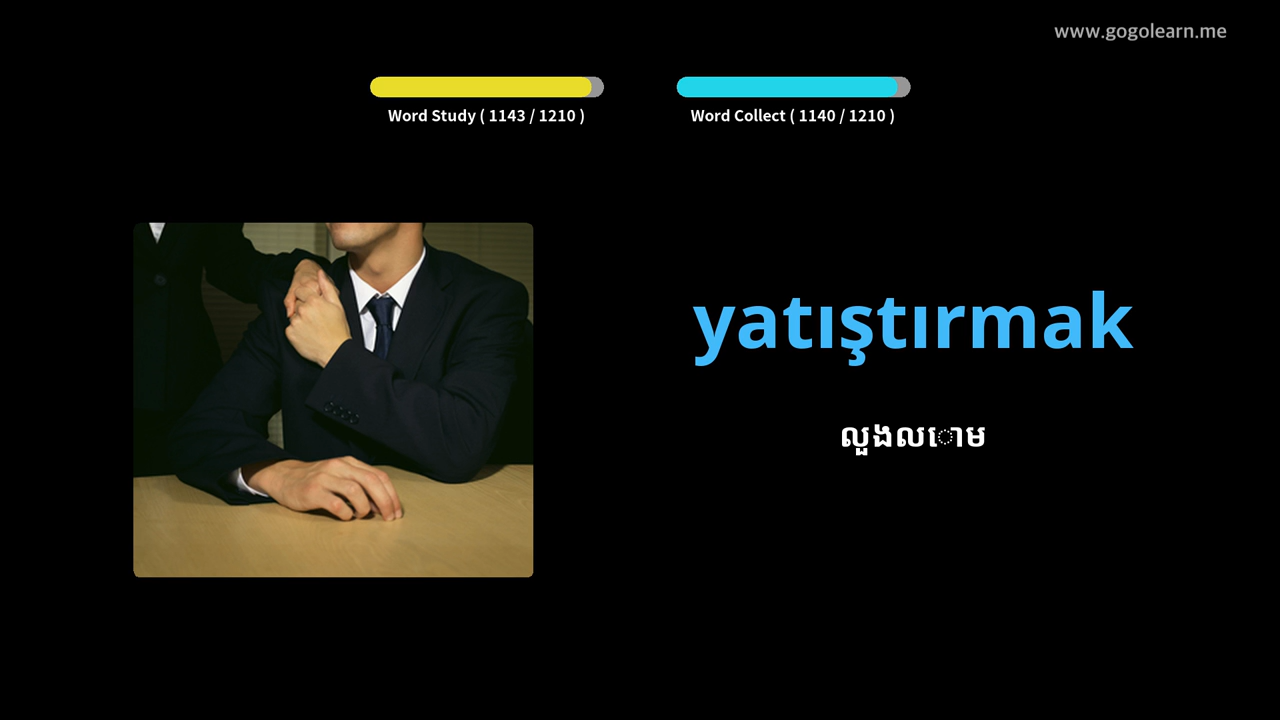 www.gogolearn.me
Word Study ( 1143 / 1210 )
Word Collect ( 1140 / 1210 )
yatıştırmak
លួងលោម